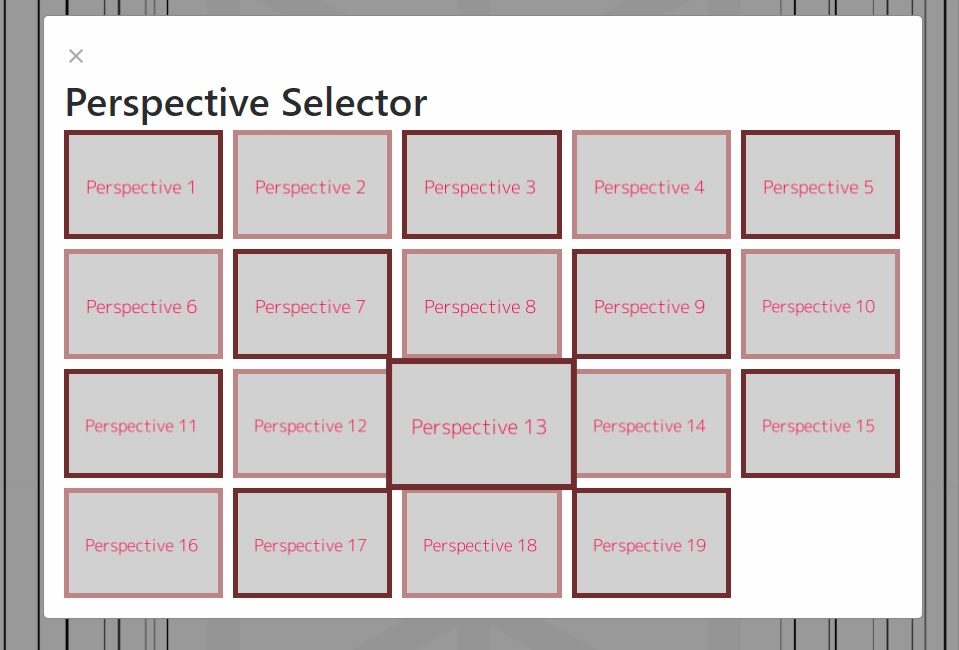 ×
Perspective Selector
Perspective 1
Perspective 2
Perspective 3
Perspective 4
Perspective 5
Perspective 6
Perspective 7
Perspective 8
Perspective 9
Perspective 10
Perspective 11
Perspective 12
Perspective 13
Perspective 14
Perspective 15
Perspective 16
Perspective 17
Perspective 18
Perspective 19